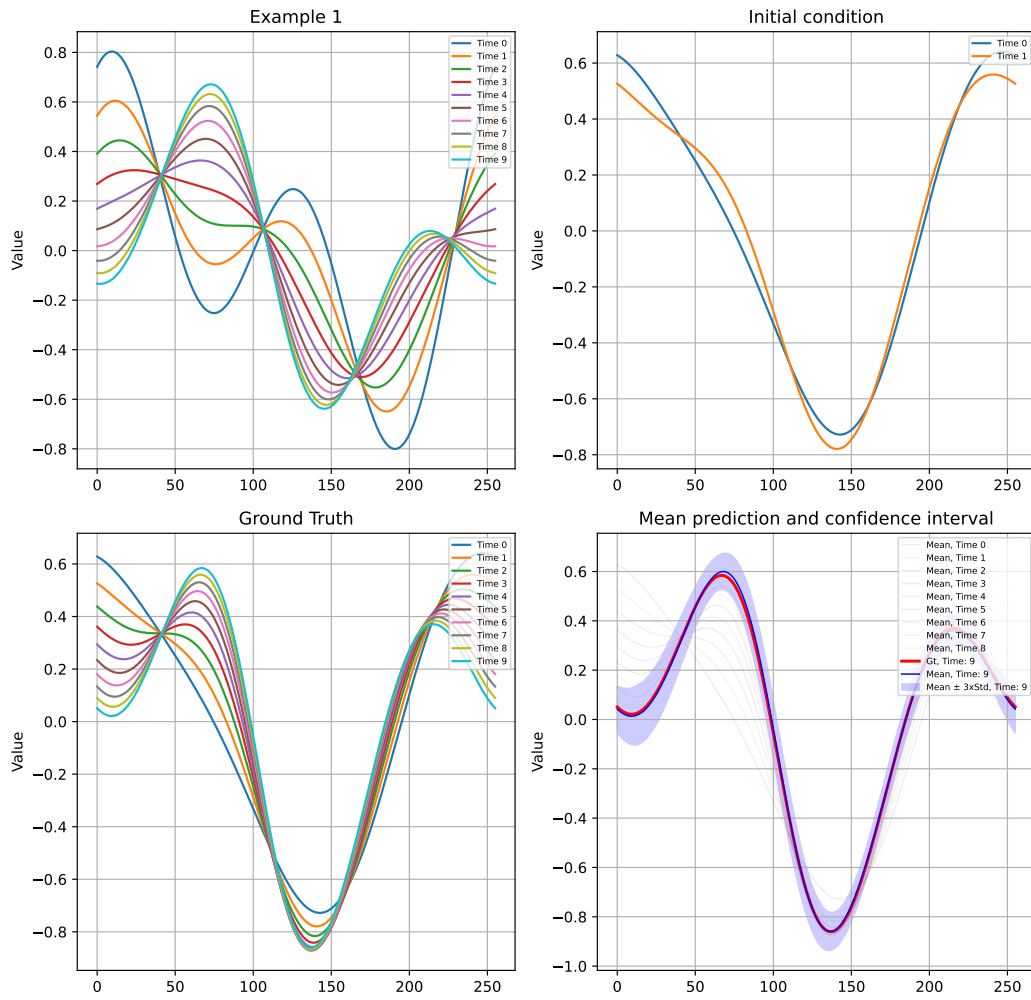 Example 1
Value
0.8
0.6
0.4
0.2
0.0
−0.2
−0.4
−0.6
−0.8
0 50 100 150 200 250
Time 0
Time 1
Time 2
Time 3
Time 4
Time 5
Time 6
Time 7
Time 8
Time 9
Initial condition
0.6
0.4
0.2
0.0
−0.2
−0.4
−0.6
−0.8
0 50 100 150 200 250
Time 0
Time 1
Ground Truth
Value
0.6
0.4
0.2
0.0
−0.2
−0.4
−0.6
−0.8
0 50 100 150 200 250
Time 0
Time 1
Time 2
Time 3
Time 4
Time 5
Time 6
Time 7
Time 8
Time 9
Mean prediction and confidence interval
Value
0.6
0.4
0.2
0.0
−0.2
−0.4
−0.6
−0.8
−1.0
0 50 100 150 200 250
Mean, Time 0
Mean, Time 1
Mean, Time 2
Mean, Time 3
Mean, Time 4
Mean, Time 5
Mean, Time 6
Mean, Time 7
Mean, Time 8
Gt, Time: 9
Mean, Time: 9
Mean ± 3xStd, Time: 9